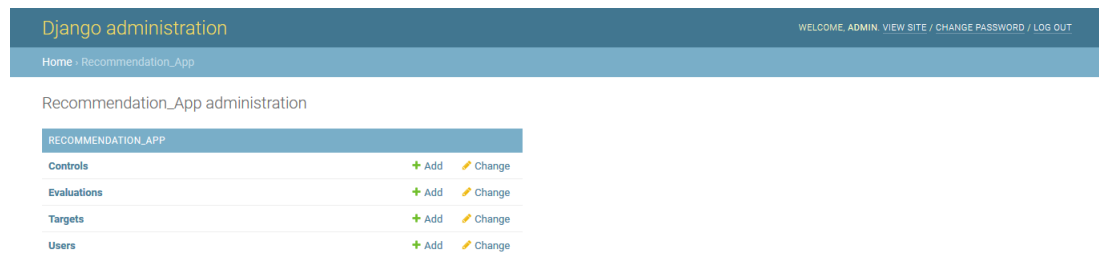 Django administration
WELCOME, ADMIN. VIEW SITE / CHANGE PASSWORD / LOG OUT
Home › Recommendation_App
Recommendation_App administration
RECOMMENDATION_APP
Controls + Add Change
Evaluations + Add Change
Targets + Add Change
Users + Add Change